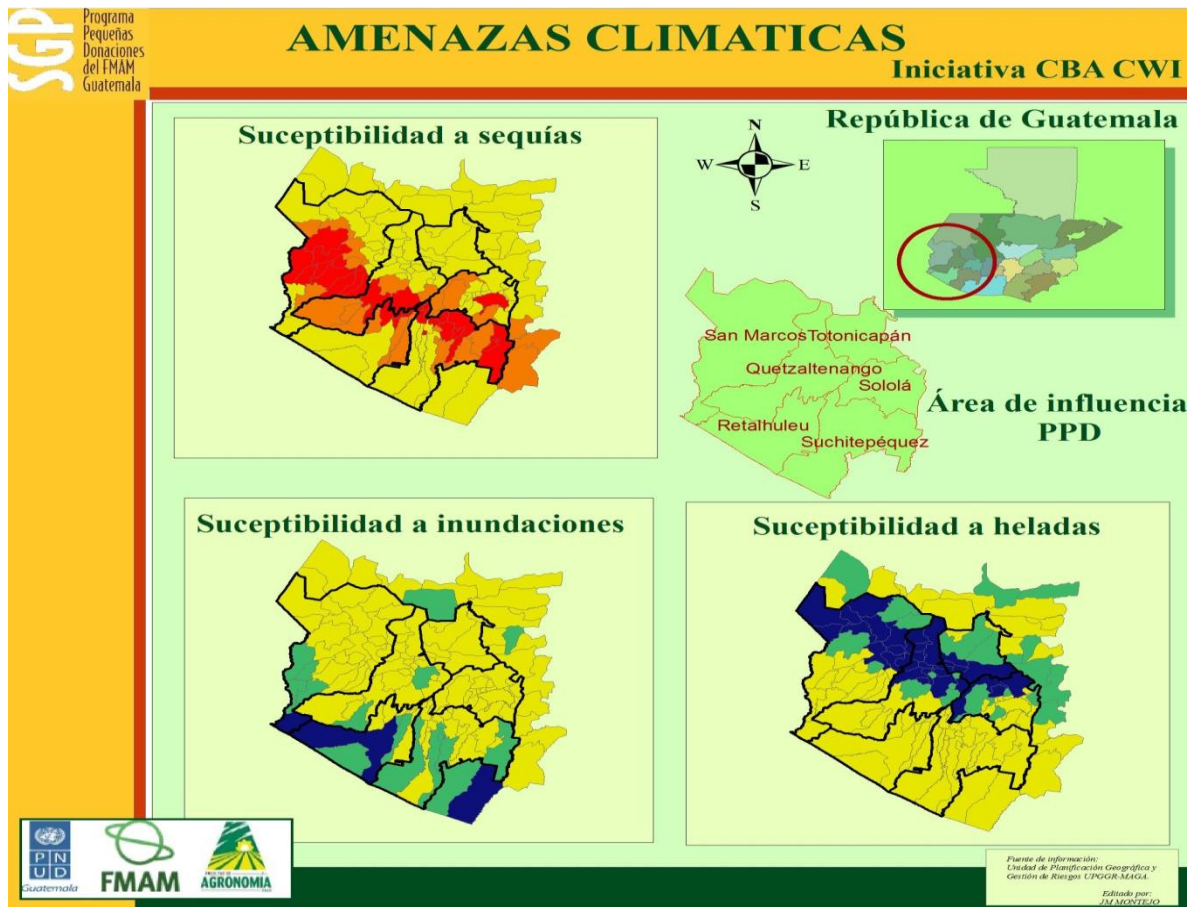 SGP
Programa
Pequeñas
Donaciones
del FMAM
Guatemala
AMENAZAS CLIMATICAS
Iniciativa CBA CWI
Suceptibilidad a sequías
N
W E
S
República de Guatemala
San Marcos Totonicapán
Quetzaltenango
Sololá
Retalhuleu
Suchitepéquez
Área de influencia
PPD
Suceptibilidad a inundaciones
Suceptibilidad a heladas
P N
U D
Guatemala
FMAM
AGRONOMIA
Fuente de información:
Unidad de Planificación Geográfica y
Gestión de Riesgos UPGGR-MAGA.
Editado por:
JM MONTEJO